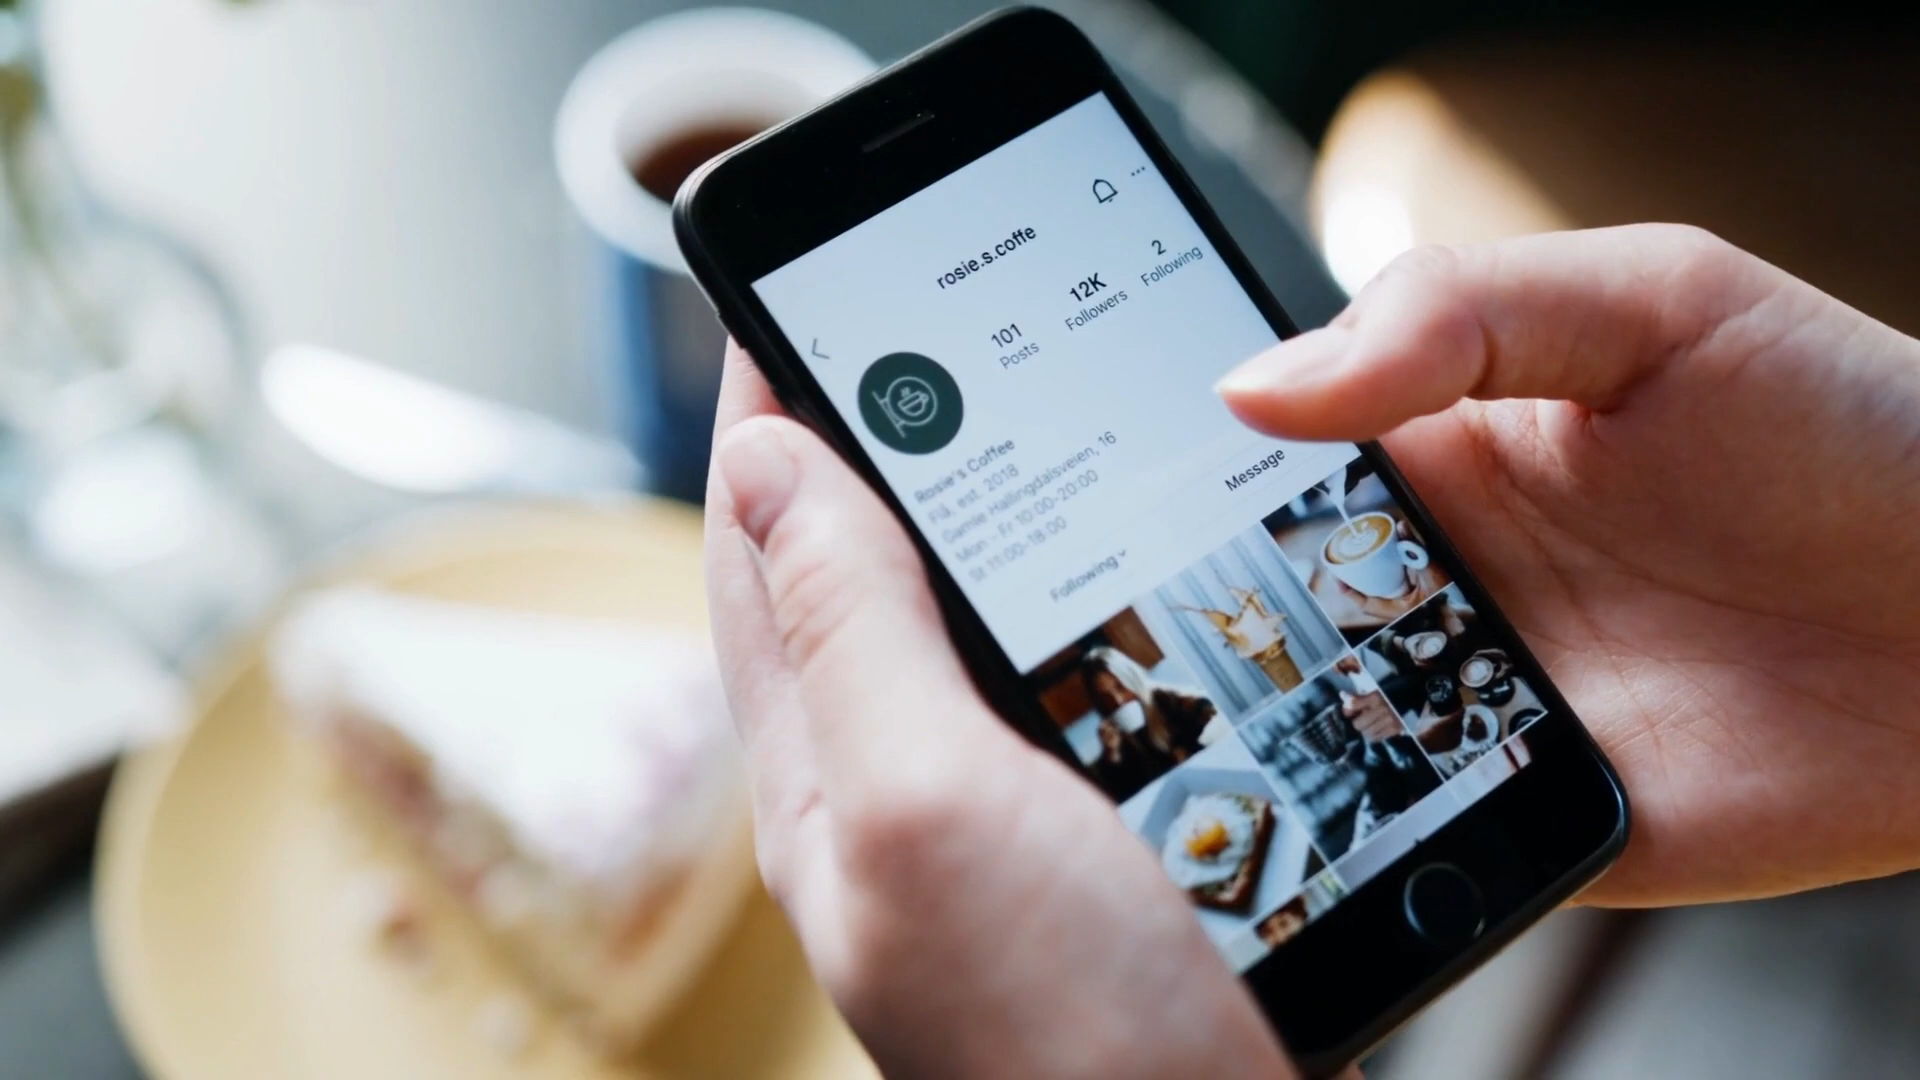 rosie.s.coffe
101
Posts
12K
Followers
2
Following
Rosie's Coffee
Flå, est. 2018
Gamle Hallingdalsveien, 16
Mon - Fr 10:00-20:00
St 11:00-18:00
Following
Message